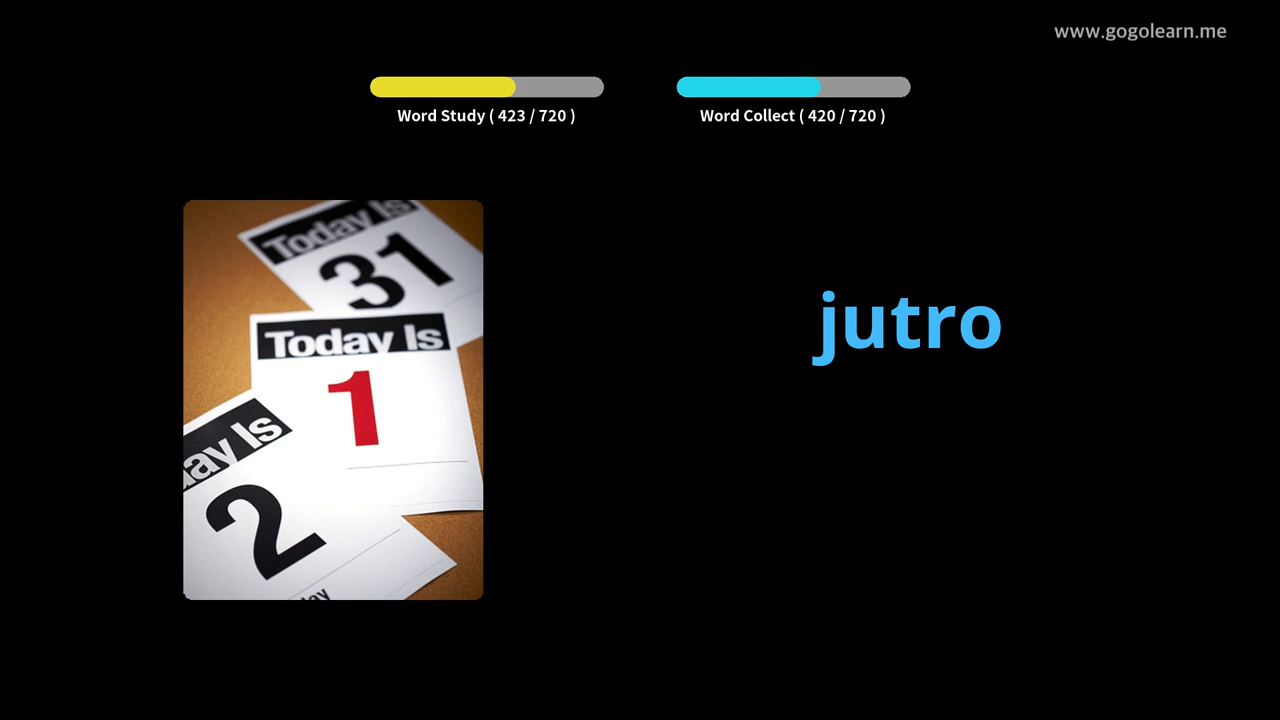 www.gogolearn.me
Word Study ( 423 / 720 )
Word Collect ( 420 / 720 )
Today Is
31
Today Is
1
day Is
2
jutro